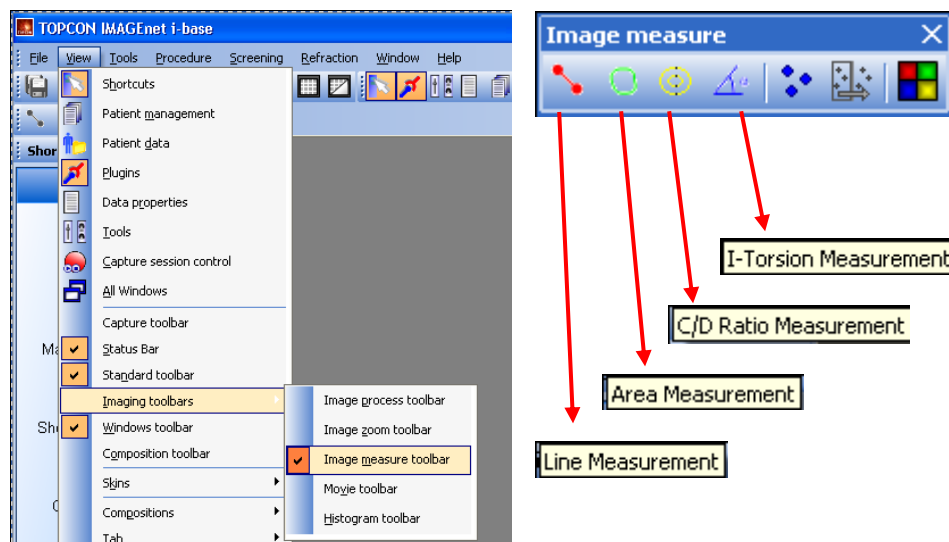 TOPCON IMAGEnet i-base
File View Tools Procedure Screening Refraction Window Help
Shortcuts
Patient management
Patient data
Shor
Plugins
Data properties
Tools
Capture session control
All Windows
Capture toolbar
Status Bar
Standard toolbar
Imaging toolbars
Windows toolbar
Composition toolbar
Skins
Compositions
Tab
Image process toolbar
Image zoom toolbar
Image measure toolbar
Movie toolbar
Histogram toolbar
Image measure
I-Torsion Measurement
C/D Ratio Measurement
Area Measurement
Line Measurement